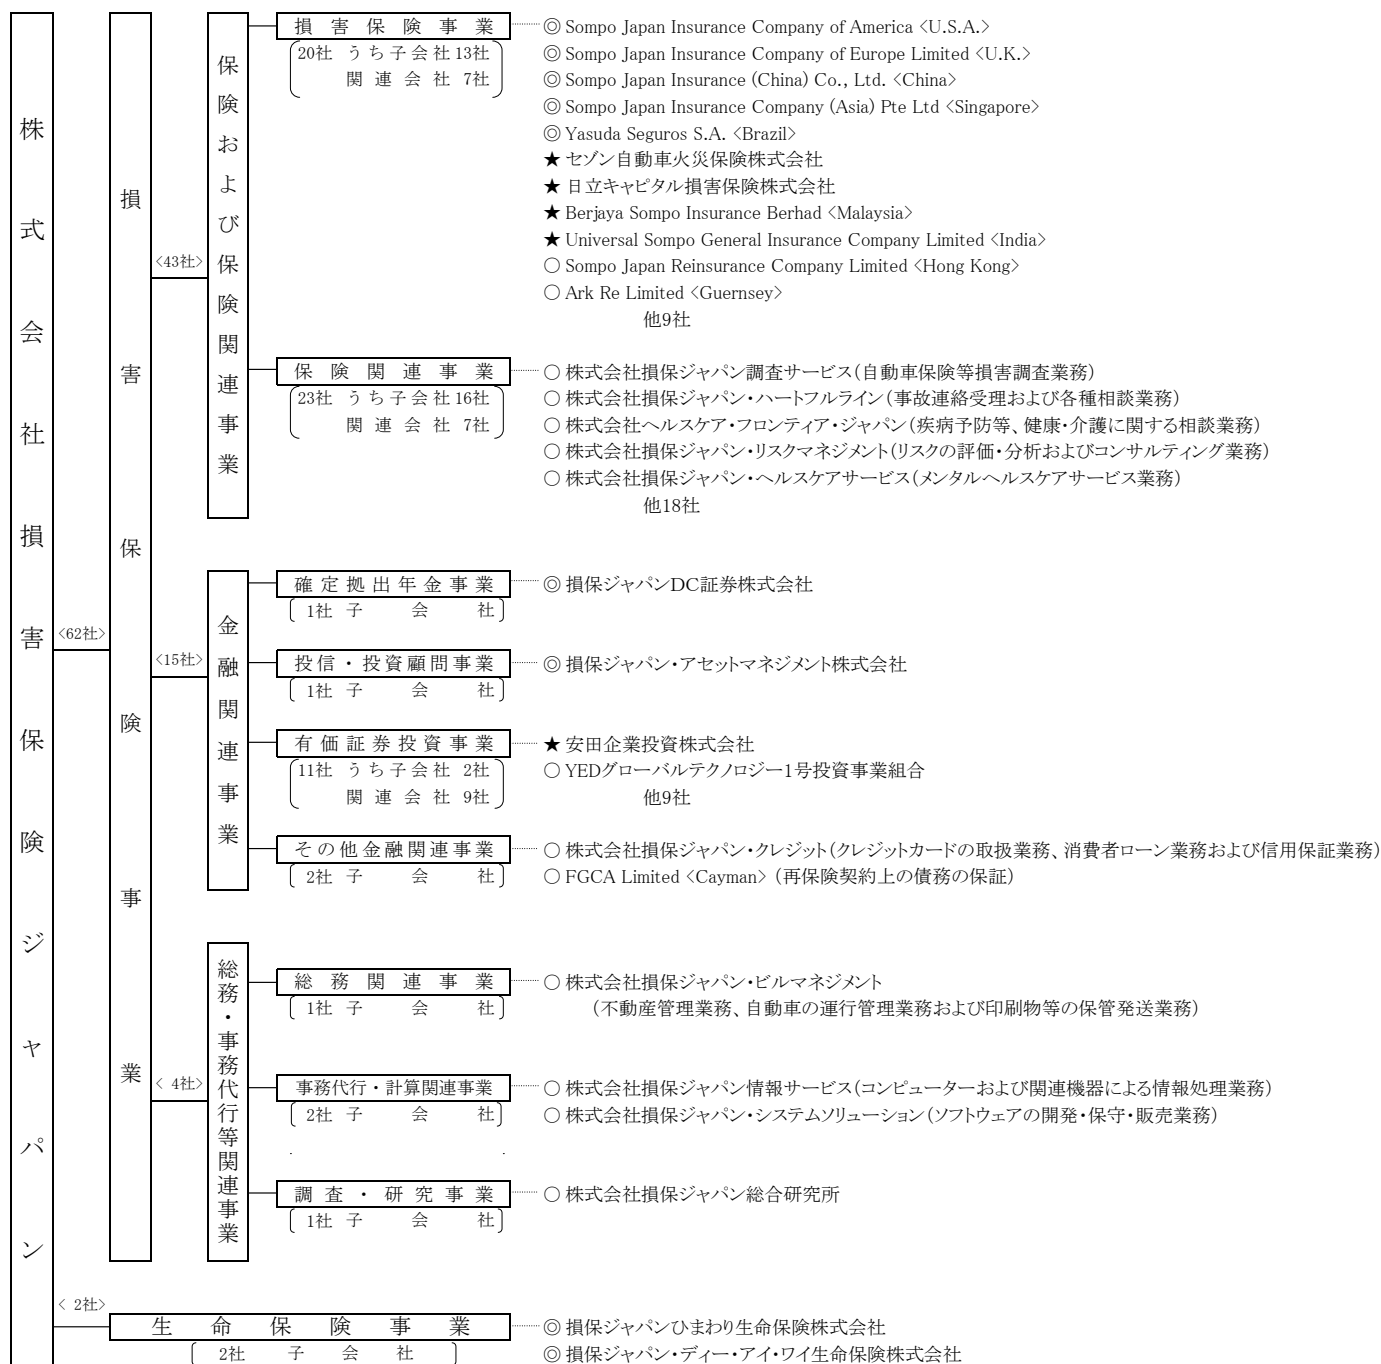 株式会社損害保険ジャパン
<62社>
損害保険事業
<43社>
保険および保険関連事業
損害保険事業
20社 うち子会社 13社
関連会社 7社
◎ Sompo Japan Insurance Company of America <U.S.A.>
◎ Sompo Japan Insurance Company of Europe Limited <U.K.>
◎ Sompo Japan Insurance (China) Co., Ltd. <China>
◎ Sompo Japan Insurance Company (Asia) Pte Ltd <Singapore>
◎ Yasuda Seguros S.A. <Brazil>
★ セゾン自動車火災保険株式会社
★ 日立キャピタル損害保険株式会社
★ Berjaya Sompo Insurance Berhad <Malaysia>
★ Universal Sompo General Insurance Company Limited <India>
○ Sompo Japan Reinsurance Company Limited <Hong Kong>
○ Ark Re Limited <Guernsey>
他9社
保険関連事業
23社 うち子会社 16社
関連会社 7社
○ 株式会社損保ジャパン調査サービス(自動車保険等損害調査業務)
○ 株式会社損保ジャパン・ハートフルライン(事故連絡受理および各種相談業務)
○ 株式会社ヘルスケア・フロンティア・ジャパン(疾病予防等、健康・介護に関する相談業務)
○ 株式会社損保ジャパン・リスクマネジメント(リスクの評価・分析およびコンサルティング業務)
○ 株式会社損保ジャパン・ヘルスケアサービス(メンタルヘルスケアサービス業務)
他18社
<15社>
金融関連事業
確定拠出年金事業
1社 子会社
◎ 損保ジャパンDC証券株式会社
投信・投資顧問事業
1社 子会社
◎ 損保ジャパン・アセットマネジメント株式会社
有価証券投資事業
11社 うち子会社 2社
関連会社 9社
★ 安田企業投資株式会社
○ YEDグローバルテクノロジー1号投資事業組合
他9社
その他金融関連事業
2社 子会社
○ 株式会社損保ジャパン・クレジット(クレジットカードの取扱業務、消費者ローン業務および信用保証業務)
○ FGCA Limited <Cayman> (再保険契約上の債務の保証)
< 4社>
総務・事務代行等関連事業
総務関連事業
1社 子会社
○ 株式会社損保ジャパン・ビルマネジメント
(不動産管理業務、自動車の運行管理業務および印刷物等の保管発送業務)
事務代行・計算関連事業
2社 子会社
○ 株式会社損保ジャパン情報サービス(コンピューターおよび関連機器による情報処理業務)
○ 株式会社損保ジャパン・システムソリューション(ソフトウェアの開発・保守・販売業務)
調査・研究事業
1社 子会社
○ 株式会社損保ジャパン総合研究所
< 2社>
生命保険事業
2社 子会社
◎ 損保ジャパンひまわり生命保険株式会社
◎ 損保ジャパン・ディー・アイ・ワイ生命保険株式会社